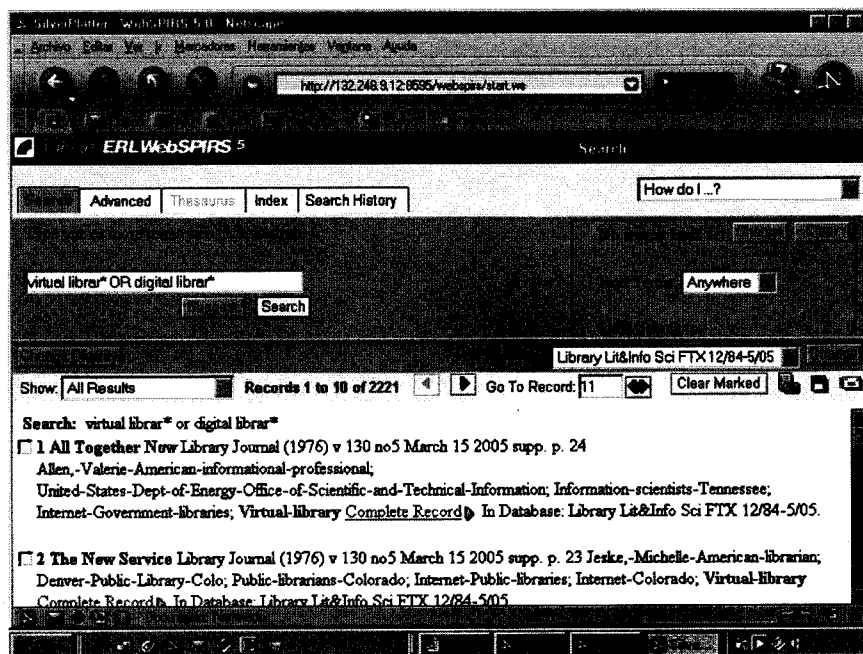 SilverPlatter WebSPIRS 5.0 Netscape
Archivo Editar Ver Ir Marcadores Herramientas Ventana Ayuda
http://132.248.9.12:8595/webspirs/start.ws
ERLWebSPIRS 5 Search
How do I ...?
Search Advanced Thesaurus Index Search History
virtual librar* OR digital librar*
Anywhere
Search
Library Lit&Info Sci FTX 12/84-5/05
Show: All Results Records 1 to 10 of 2221 Go To Record: 11 Clear Marked
Search: virtual librar* or digital librar*
1 All Together Now Library Journal (1976) v 130 no5 March 15 2005 supp. p. 24
Allen,-Valerie-American-informational-professional;
United-States-Dept-of-Energy-Office-of-Scientific-and-Technical-Information; Information-scientists-Tennessee;
Internet-Government-libraries; Virtual-library Complete Record In Database: Library Lit&Info Sci FTX 12/84-5/05.
2 The New Service Library Journal (1976) v 130 no5 March 15 2005 supp. p. 23 Jeske,-Michelle-American-librarian;
Denver-Public-Library-Colo; Public-librarians-Colorado; Internet-Public-libraries; Internet-Colorado; Virtual-library
Complete Record In Database: Library Lit&Info Sci FTX 12/84-5/05